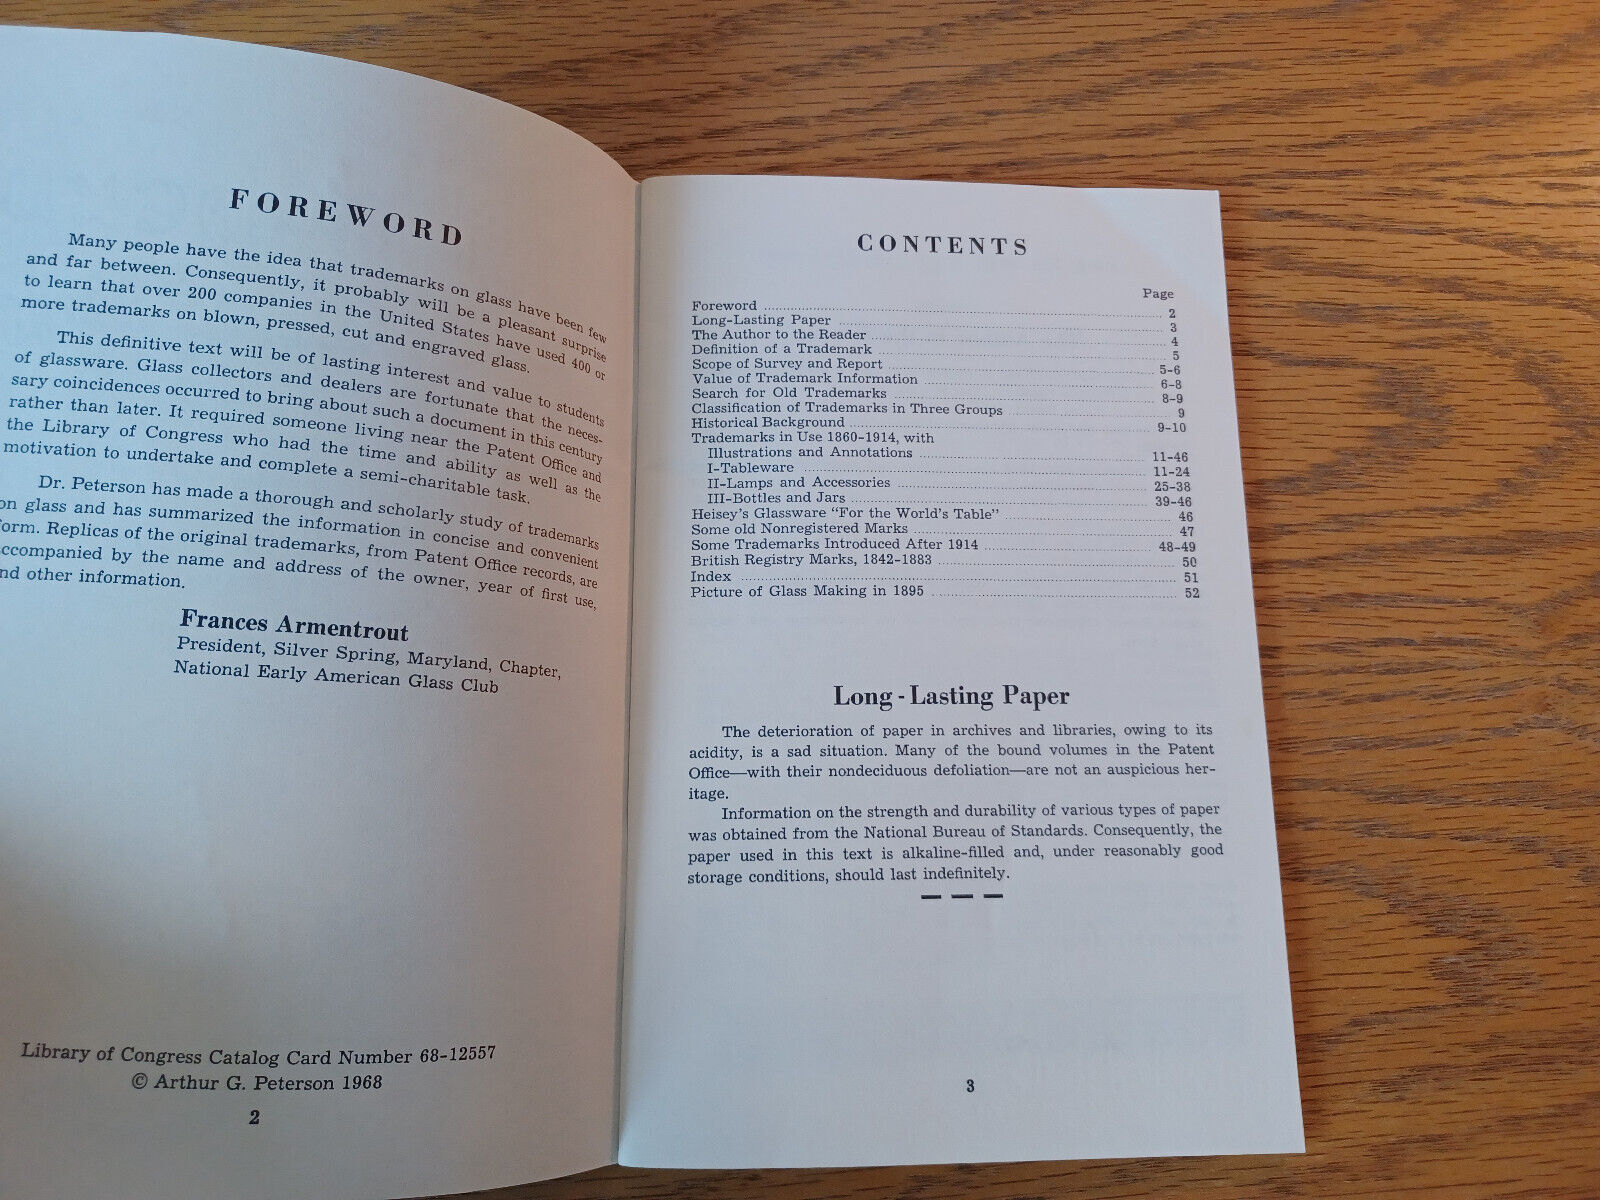 FOREWORD
Many people have the idea that trademarks on glass have been few
and far between. Consequently, it probably will be a pleasant surprise
to learn that over 200 companies in the United States have used 400 or
more trademarks on blown, pressed, cut and engraved glass.
This definitive text will be of lasting interest and value to students
of glassware. Glass collectors and dealers are fortunate that the neces-
sary coincidences occurred to bring about such a document in this century
rather than later. It required someone living near the Patent Office and
the Library of Congress who had the time and ability as well as the
motivation to undertake and complete a semi-charitable task.
Dr. Peterson has made a thorough and scholarly study of trademarks
on glass and has summarized the information in concise and convenient
form. Replicas of the original trademarks, from Patent Office records, are
ccompanied by the name and address of the owner, year of first use,
nd other information.
Frances Armentrout
President, Silver Spring, Maryland, Chapter,
National Early American Glass Club
Library of Congress Catalog Card Number 68-12557
© Arthur G. Peterson 1968
2
CONTENTS
Page
Foreword 2
Long-Lasting Paper 3
The Author to the Reader 4
Definition of a Trademark 5
Scope of Survey and Report 5-6
Value of Trademark Information 6-8
Search for Old Trademarks 8-9
Classification of Trademarks in Three Groups 9
Historical Background 9-10
Trademarks in Use 1860-1914, with
Illustrations and Annotations 11-46
I-Tableware 11-24
II-Lamps and Accessories 25-38
III-Bottles and Jars 39-46
Heisey's Glassware "For the World's Table" 46
Some old Nonregistered Marks 47
Some Trademarks Introduced After 1914 48-49
British Registry Marks, 1842-1883 50
Index 51
Picture of Glass Making in 1895 52
Long-Lasting Paper
The deterioration of paper in archives and libraries, owing to its
acidity, is a sad situation. Many of the bound volumes in the Patent
Office—with their nondeciduous defoliation—are not an auspicious her-
itage.
Information on the strength and durability of various types of paper
was obtained from the National Bureau of Standards. Consequently, the
paper used in this text is alkaline-filled and, under reasonably good
storage conditions, should last indefinitely.
3